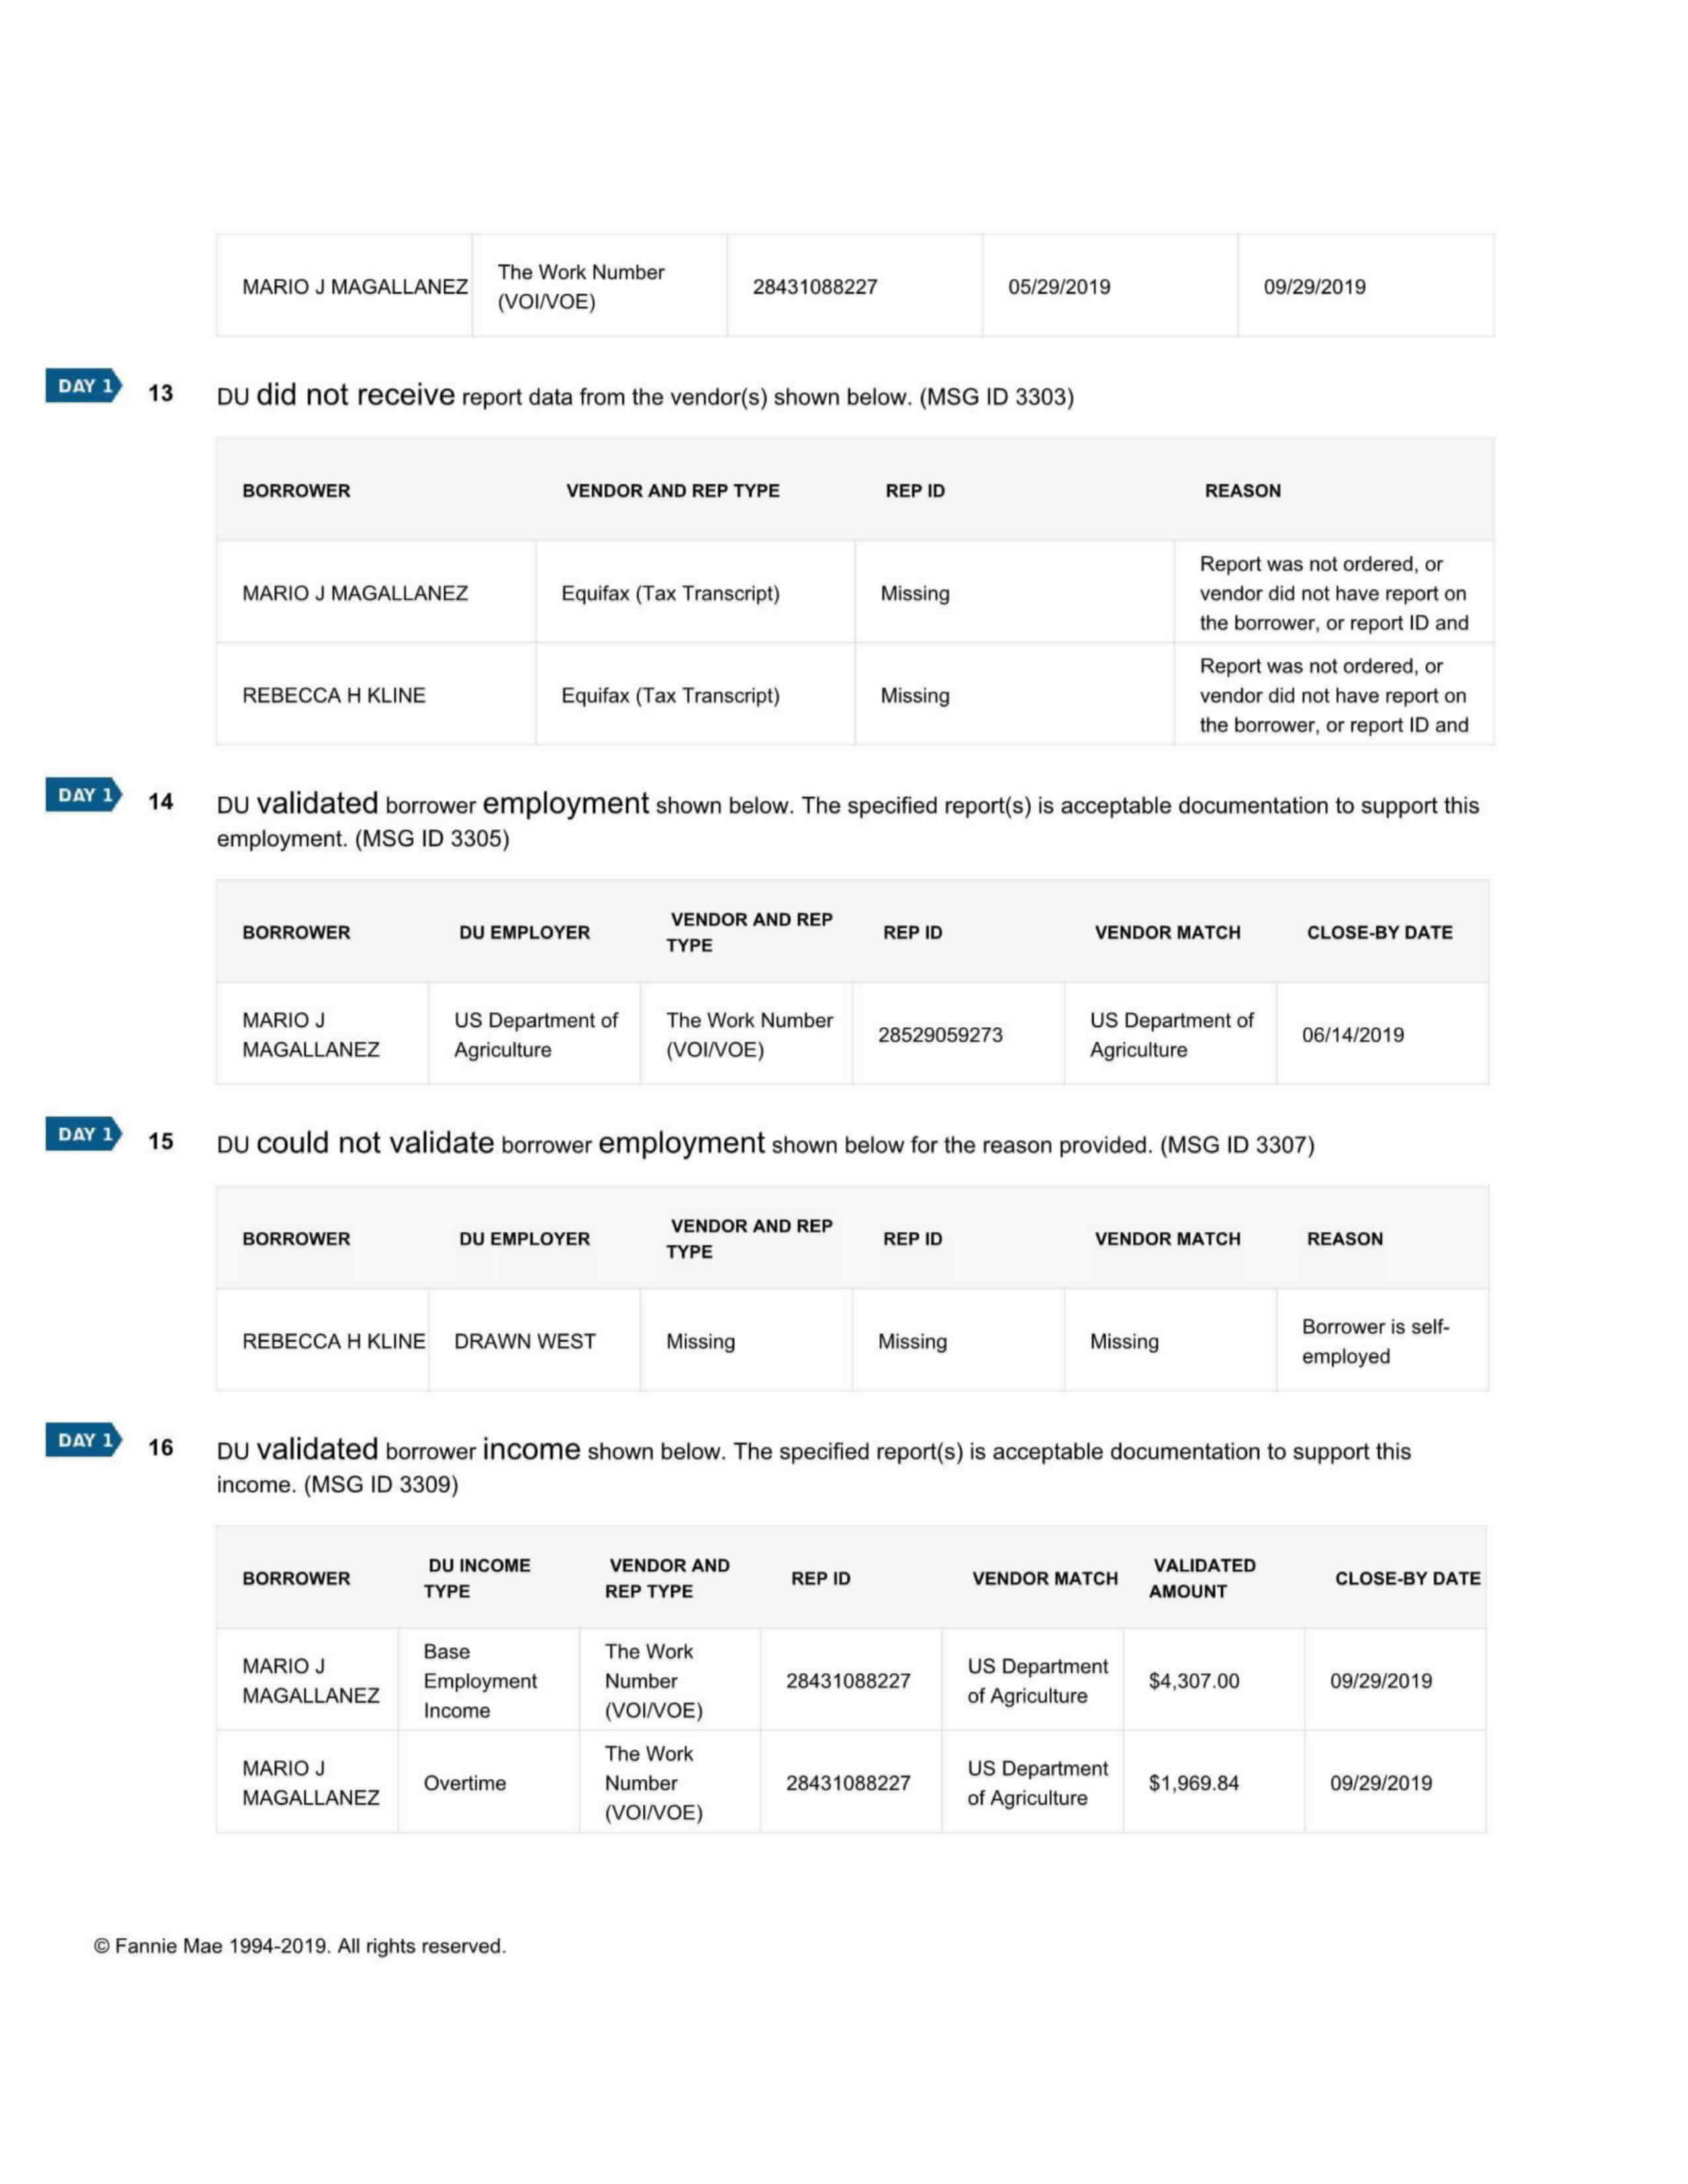 MARIO J MAGALLANEZ The Work Number (VOI/VOE) 28431088227 05/29/2019 09/29/2019
DAY 1 13 DU did not receive report data from the vendor(s) shown below. (MSG ID 3303)
BORROWER VENDOR AND REP TYPE REP ID REASON
MARIO J MAGALLANEZ Equifax (Tax Transcript) Missing Report was not ordered, or vendor did not have report on the borrower, or report ID and
REBECCA H KLINE Equifax (Tax Transcript) Missing Report was not ordered, or vendor did not have report on the borrower, or report ID and
DAY 1 14 DU validated borrower employment shown below. The specified report(s) is acceptable documentation to support this
employment. (MSG ID 3305)
BORROWER DU EMPLOYER VENDOR AND REP TYPE REP ID VENDOR MATCH CLOSE-BY DATE
MARIO J MAGALLANEZ US Department of Agriculture The Work Number (VOI/VOE) 28529059273 US Department of Agriculture 06/14/2019
DAY 1 15 DU could not validate borrower employment shown below for the reason provided. (MSG ID 3307)
BORROWER DU EMPLOYER VENDOR AND REP TYPE REP ID VENDOR MATCH REASON
REBECCA H KLINE DRAWN WEST Missing Missing Missing Borrower is self-employed
DAY 1 16 DU validated borrower income shown below. The specified report(s) is acceptable documentation to support this
income. (MSG ID 3309)
BORROWER DU INCOME TYPE VENDOR AND REP TYPE REP ID VENDOR MATCH VALIDATED AMOUNT CLOSE-BY DATE
MARIO J MAGALLANEZ Base Employment Income The Work Number (VOI/VOE) 28431088227 US Department of Agriculture $4,307.00 09/29/2019
MARIO J MAGALLANEZ Overtime The Work Number (VOI/VOE) 28431088227 US Department of Agriculture $1,969.84 09/29/2019
© Fannie Mae 1994-2019. All rights reserved.